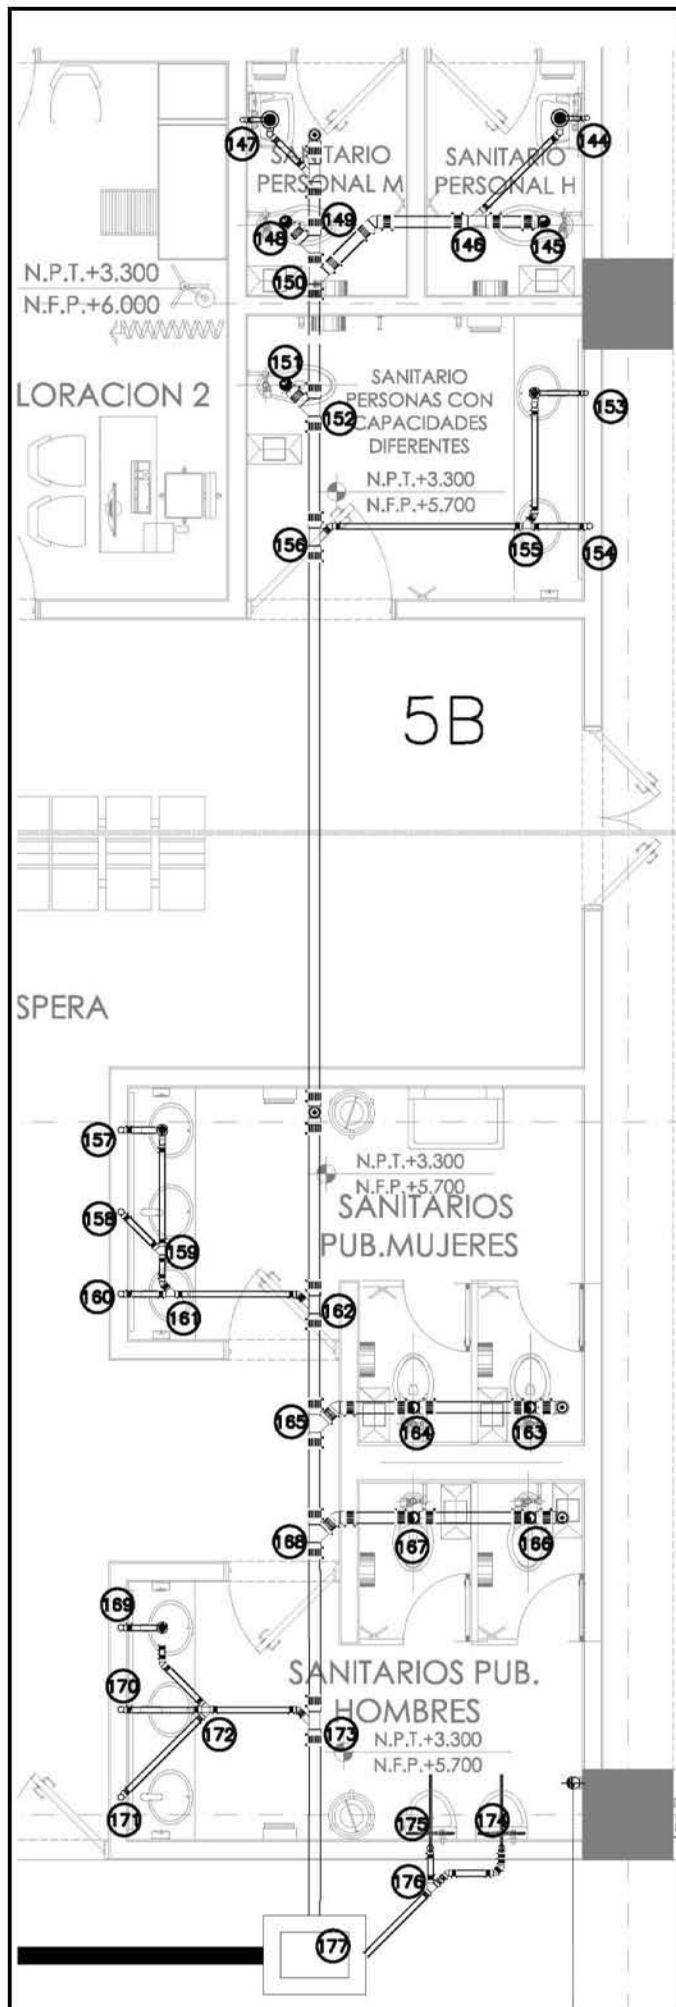 147
144
SANITARIO
PERSONAL M
SANITARIO
PERSONAL H
149
148
146
145
N.P.T.+3.300
N.F.P.+6.000
150
151
LORACION 2
SANITARIO
PERSONAS CON
CAPACIDADES
DIFERENTES
152
153
N.P.T.+3.300
N.F.P.+5.700
156
155
154
5B
SPERA
157
N.P.T.+3.300
N.F.P.+5.700
158
SANITARIOS
PUB.MUJERES
159
160
161
162
165
164
163
168
167
166
169
SANITARIOS PUB.
HOMBRES
170
172
173
N.P.T.+3.300
N.F.P.+5.700
171
175
174
176
177